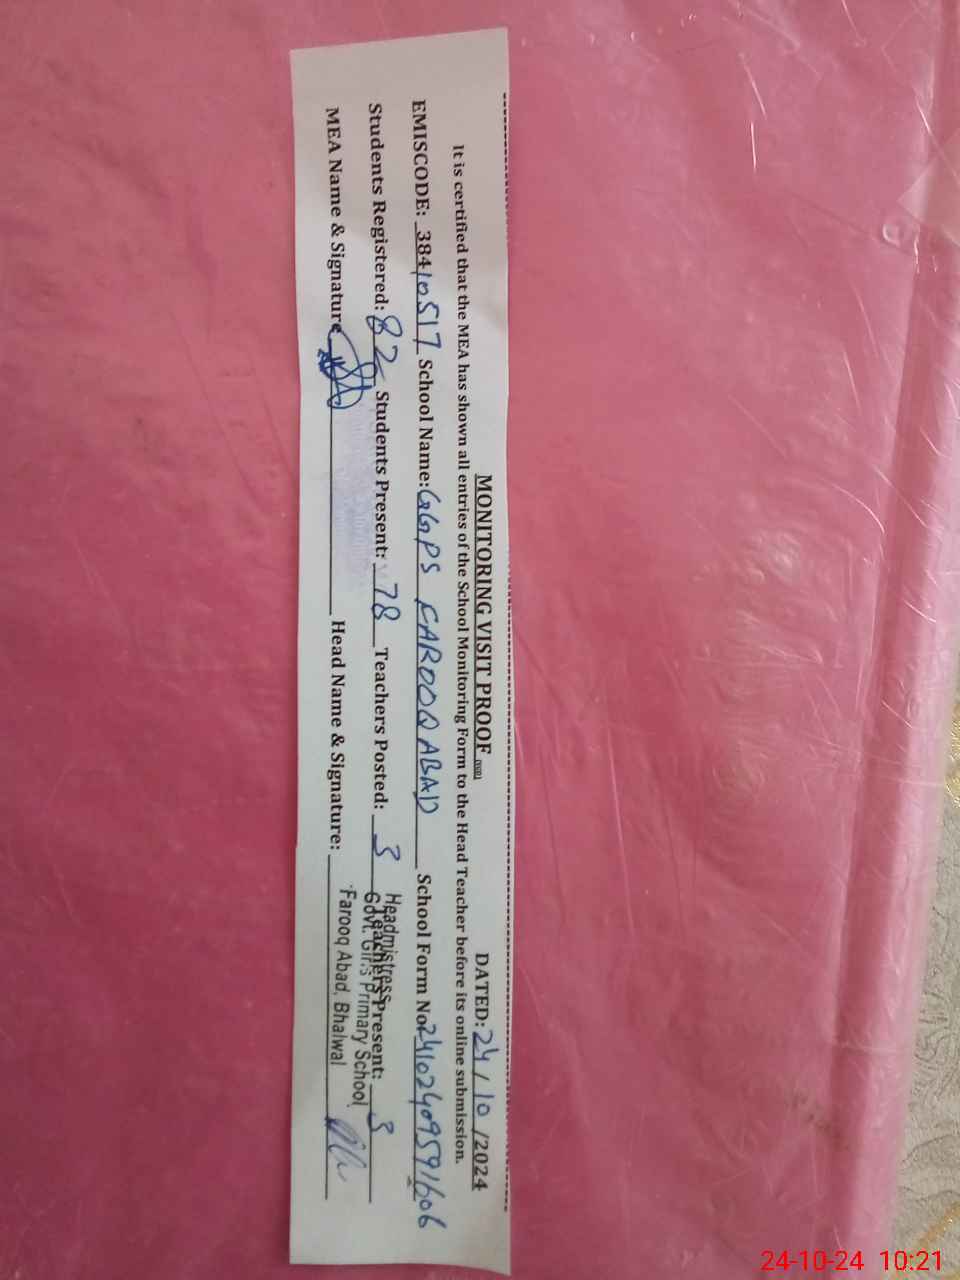 MONITORING VISIT PROOF
DATED: 24 / 10 /2024
It is certified that the MEA has shown all entries of the School Monitoring Form to the Head Teacher before its online submission.
EMISCODE: 38410517 School Name: GGPS FAROOQABAD School Form No: 24102409591606
Students Registered: 82 Students Present: 78 Teachers Posted: 3 Teachers Present: 3
MEA Name & Signature Head Name & Signature:
Headmistress
Govt. Girls Primary School
Farooq Abad, Bhalwal
24-10-24 10:21